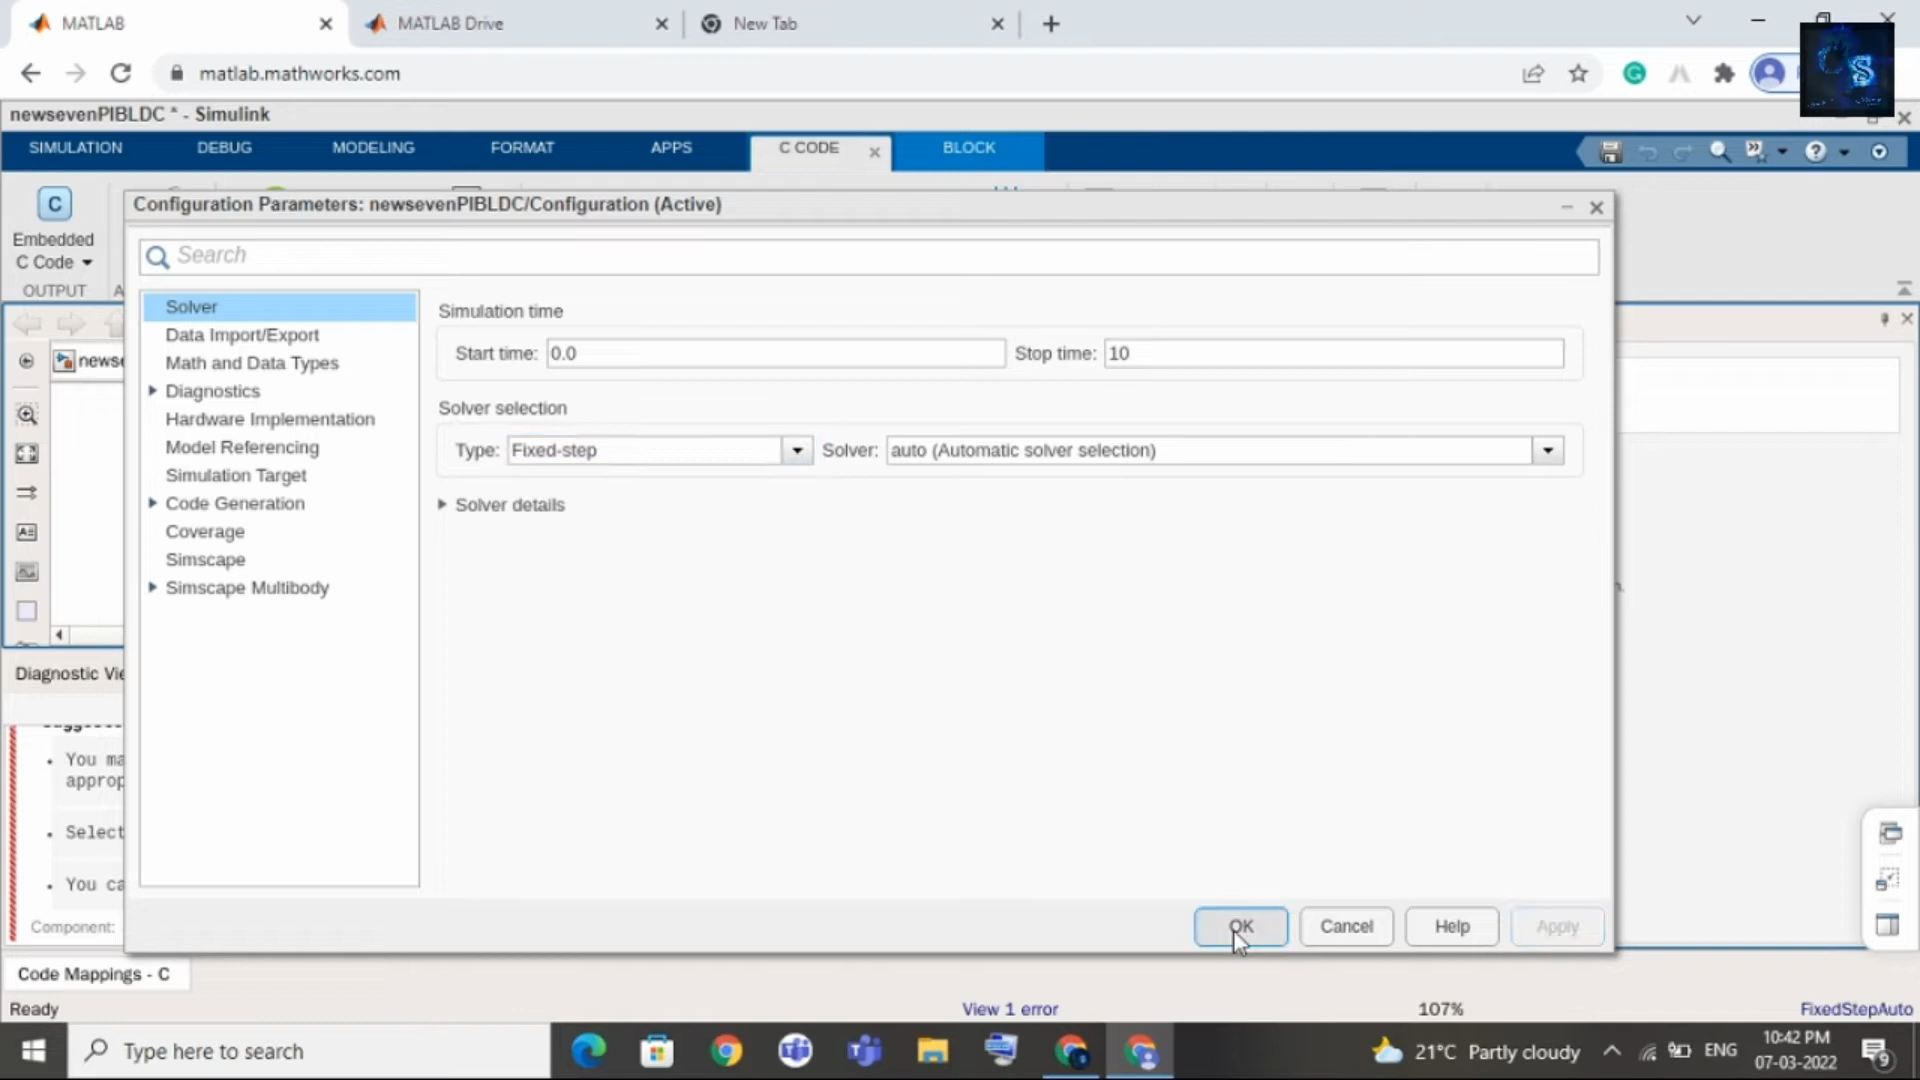 MATLAB
MATLAB Drive
New Tab
matlab.mathworks.com
newsevenPIBLDC * - Simulink
SIMULATION DEBUG MODELING FORMAT APPS C CODE BLOCK
Embedded
C Code
OUTPUT
Configuration Parameters: newsevenPIBLDC/Configuration (Active)
Search
Solver
Data Import/Export
Math and Data Types
Diagnostics
Hardware Implementation
Model Referencing
Simulation Target
Code Generation
Coverage
Simscape
Simscape Multibody
Simulation time
Start time: 0.0 Stop time: 10
Solver selection
Type: Fixed-step Solver: auto (Automatic solver selection)
Solver details
newse
Diagnostic Vie
You ma
approp
Select
You ca
Component:
OK Cancel Help Apply
Code Mappings - C
Ready View 1 error 107% FixedStepAuto
Type here to search
21°C Partly cloudy
ENG
10:42 PM
07-03-2022
9